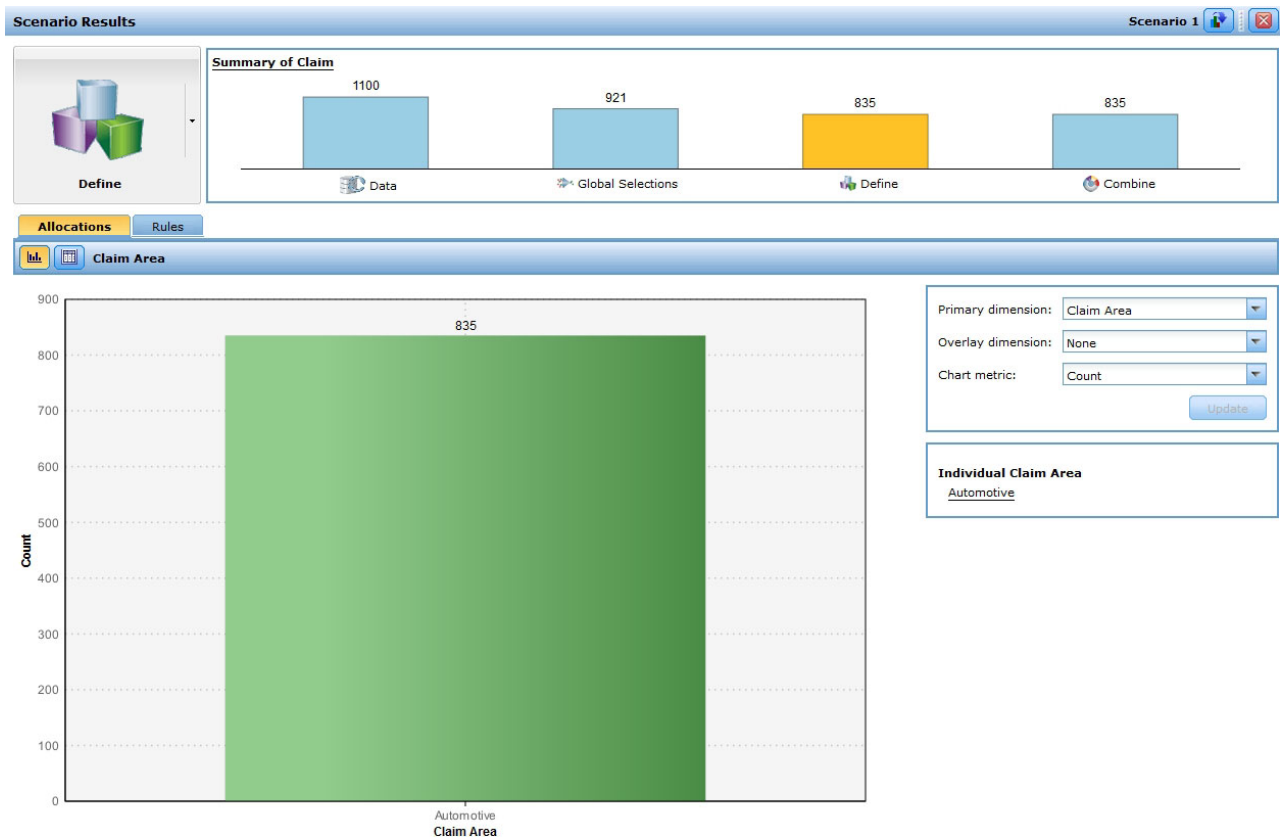 Scenario Results
Scenario 1
Define
Summary of Claim
1100
921
835
835
Data
Global Selections
Define
Combine
Allocations
Rules
Claim Area
900
800
700
600
500
400
300
200
100
0
Count
835
Automotive
Claim Area
Primary dimension: Claim Area
Overlay dimension: None
Chart metric: Count
Update
Individual Claim Area
Automotive